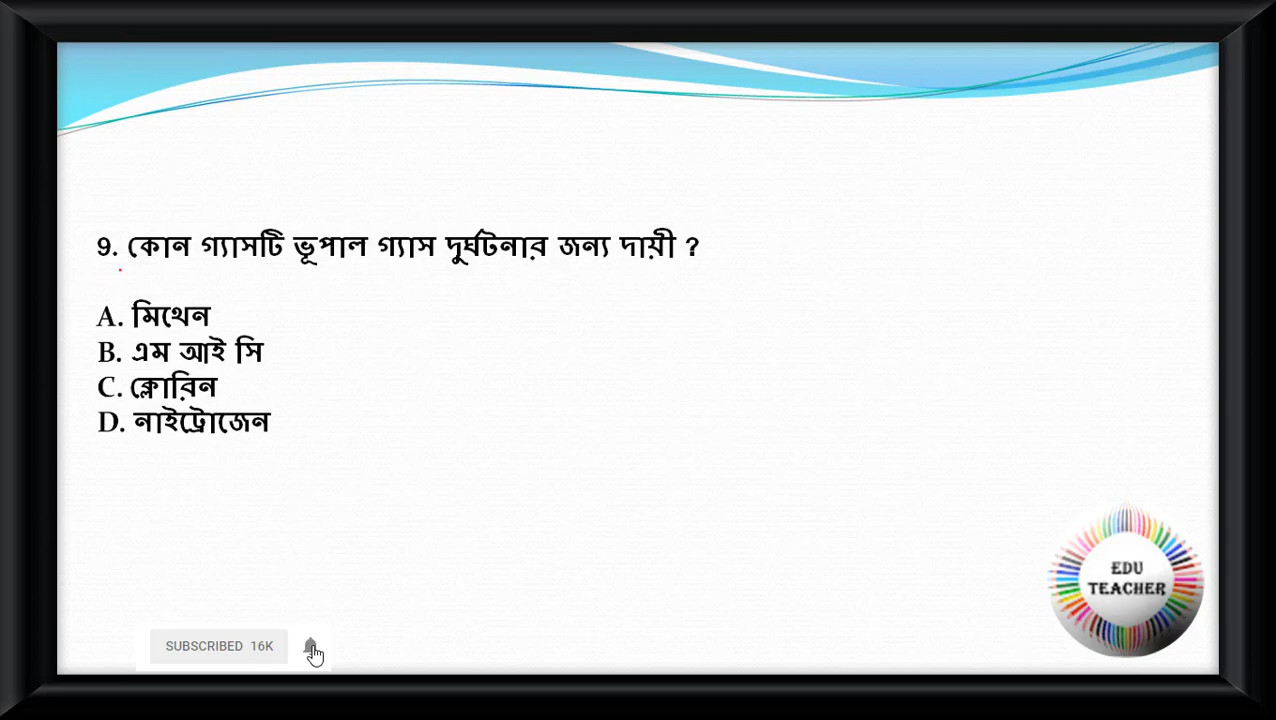 9. কোন গ্যাসটি ভূপাল গ্যাস দুর্ঘটনার জন্য দায়ী ?
A. মিথেন
B. এম আই সি
C. ক্লোরিন
D. নাইট্রোজেন
EDU
TEACHER
SUBSCRIBED 16K